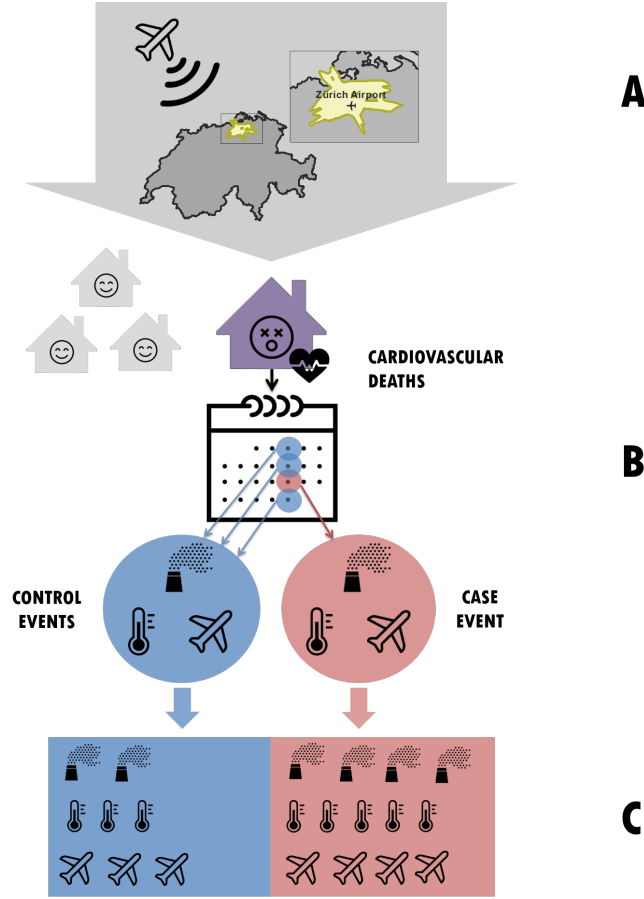 A
Zürich Airport
CARDIOVASCULAR
DEATHS
B
CONTROL
EVENTS
CASE
EVENT
C